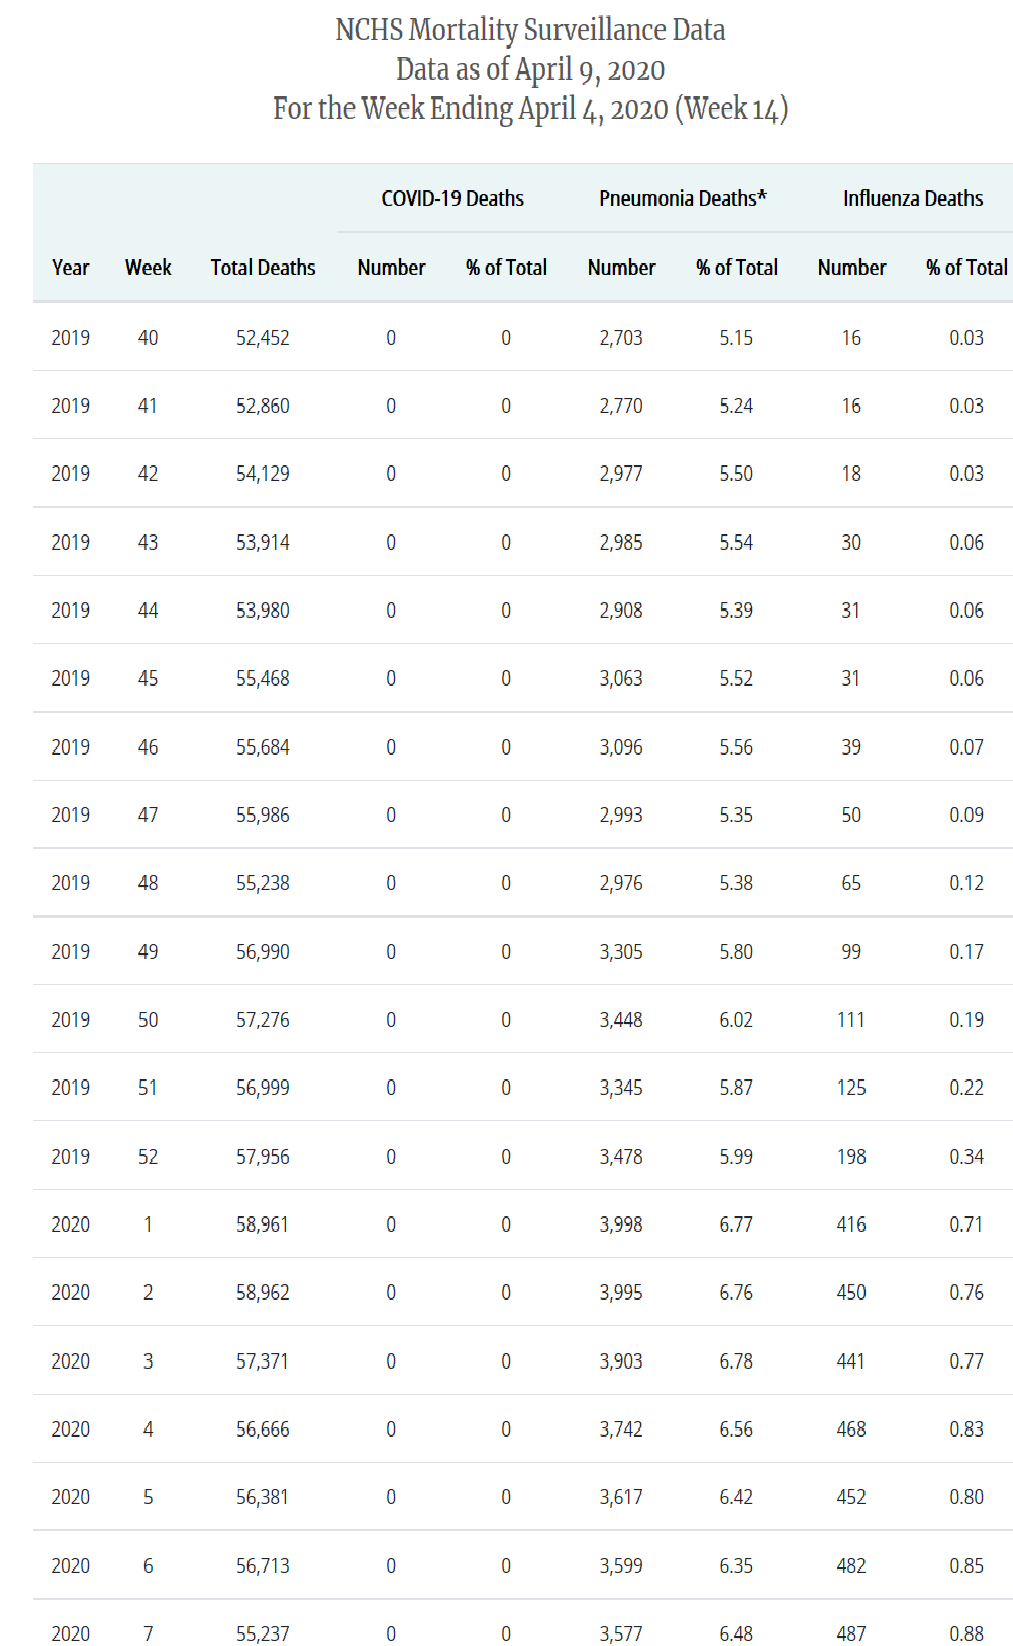 NCHS Mortality Surveillance Data
Data as of April 9, 2020
For the Week Ending April 4, 2020 (Week 14)
COVID-19 Deaths Pneumonia Deaths* Influenza Deaths
Year Week Total Deaths Number % of Total Number % of Total Number % of Total
2019 40 52,452 0 0 2,703 5.15 16 0.03
2019 41 52,860 0 0 2,770 5.24 16 0.03
2019 42 54,129 0 0 2,977 5.50 18 0.03
2019 43 53,914 0 0 2,985 5.54 30 0.06
2019 44 53,980 0 0 2,908 5.39 31 0.06
2019 45 55,468 0 0 3,063 5.52 31 0.06
2019 46 55,684 0 0 3,096 5.56 39 0.07
2019 47 55,986 0 0 2,993 5.35 50 0.09
2019 48 55,238 0 0 2,976 5.38 65 0.12
2019 49 56,990 0 0 3,305 5.80 99 0.17
2019 50 57,276 0 0 3,448 6.02 111 0.19
2019 51 56,999 0 0 3,345 5.87 125 0.22
2019 52 57,956 0 0 3,478 5.99 198 0.34
2020 1 58,961 0 0 3,998 6.77 416 0.71
2020 2 58,962 0 0 3,995 6.76 450 0.76
2020 3 57,371 0 0 3,903 6.78 441 0.77
2020 4 56,666 0 0 3,742 6.56 468 0.83
2020 5 56,381 0 0 3,617 6.42 452 0.80
2020 6 56,713 0 0 3,599 6.35 482 0.85
2020 7 55,237 0 0 3,577 6.48 487 0.88